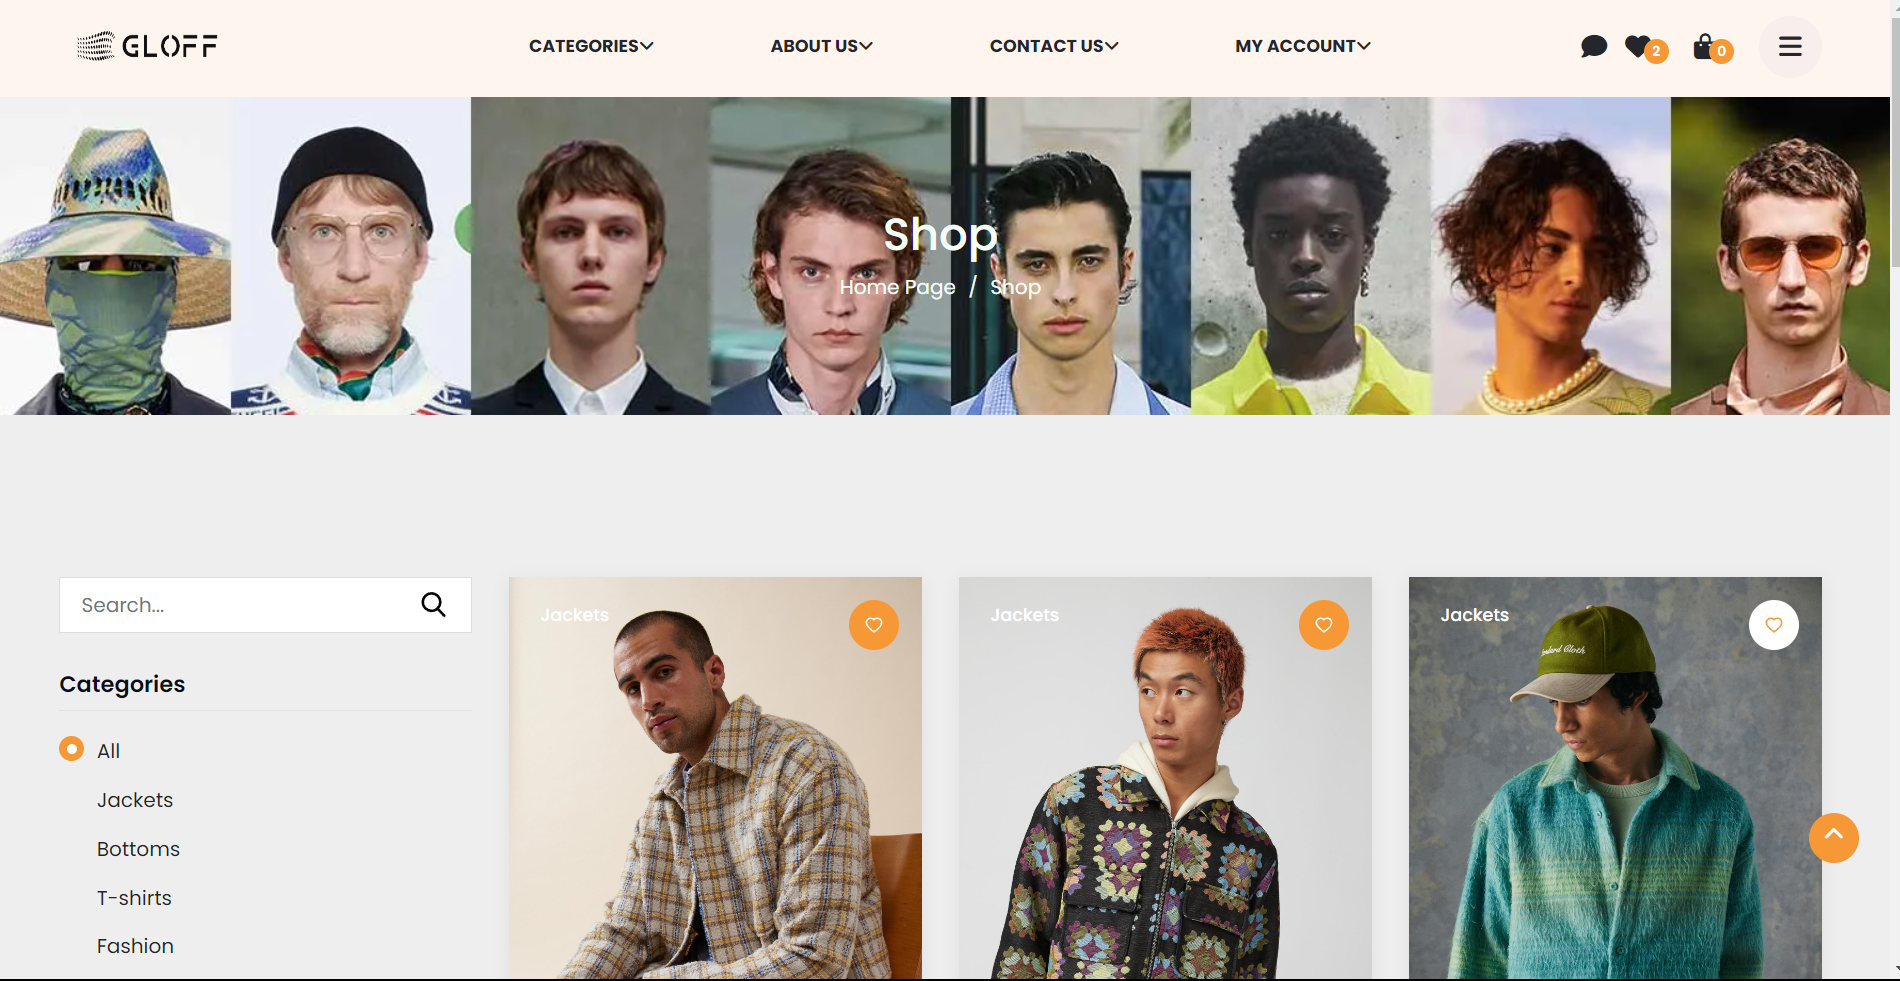 GLOFF
CATEGORIES
ABOUT US
CONTACT US
MY ACCOUNT
2
0
Shop
Home Page / Shop
Search...
Categories
All
Jackets
Bottoms
T-shirts
Fashion
Jackets
Jackets
Jackets
Cloth